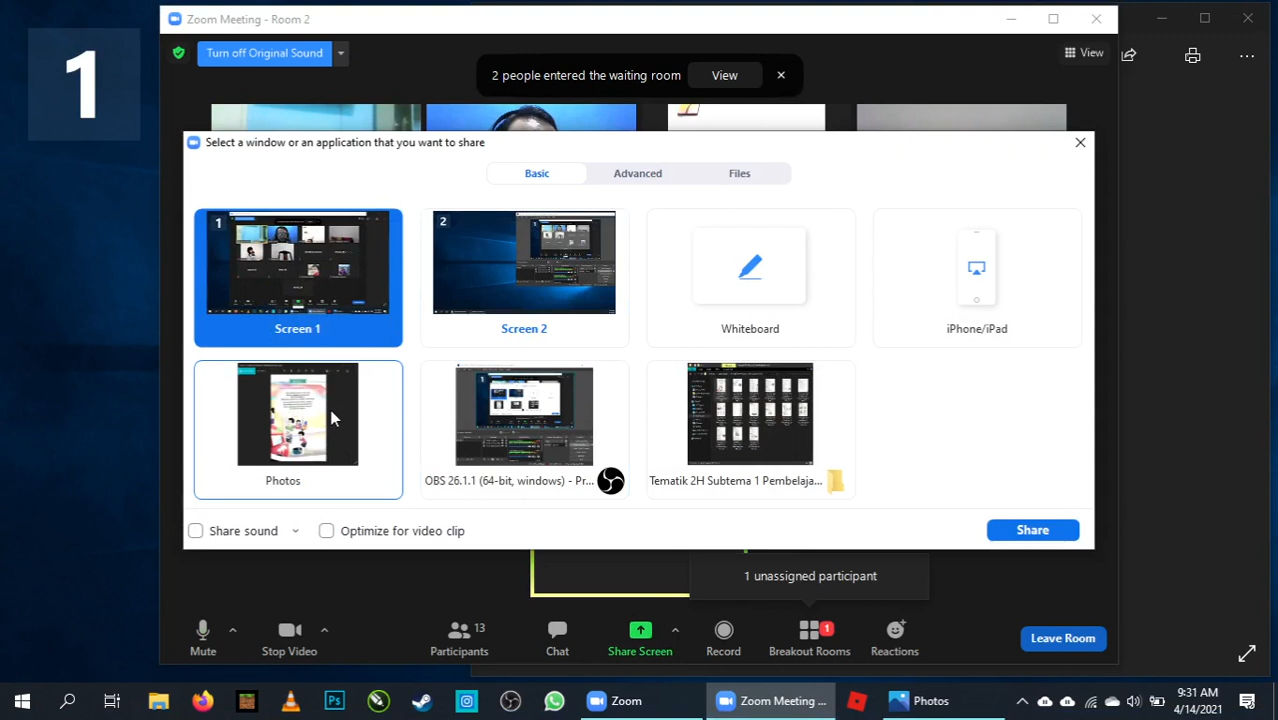 1
Zoom Meeting - Room 2
Turn off Original Sound
2 people entered the waiting room
View
View
Select a window or an application that you want to share
Basic
Advanced
Files
1
2
Screen 1
Screen 2
Whiteboard
iPhone/iPad
Photos
OBS 26.1.1 (64-bit, windows) - Pr...
Tematik 2H Subtema 1 Pembelaja...
Share sound
Optimize for video clip
Share
1 unassigned participant
13
1
Mute
Stop Video
Participants
Chat
Share Screen
Record
Breakout Rooms
Reactions
Leave Room
Ps
Zoom
Zoom Meeting ...
Photos
9:31 AM
4/14/2021